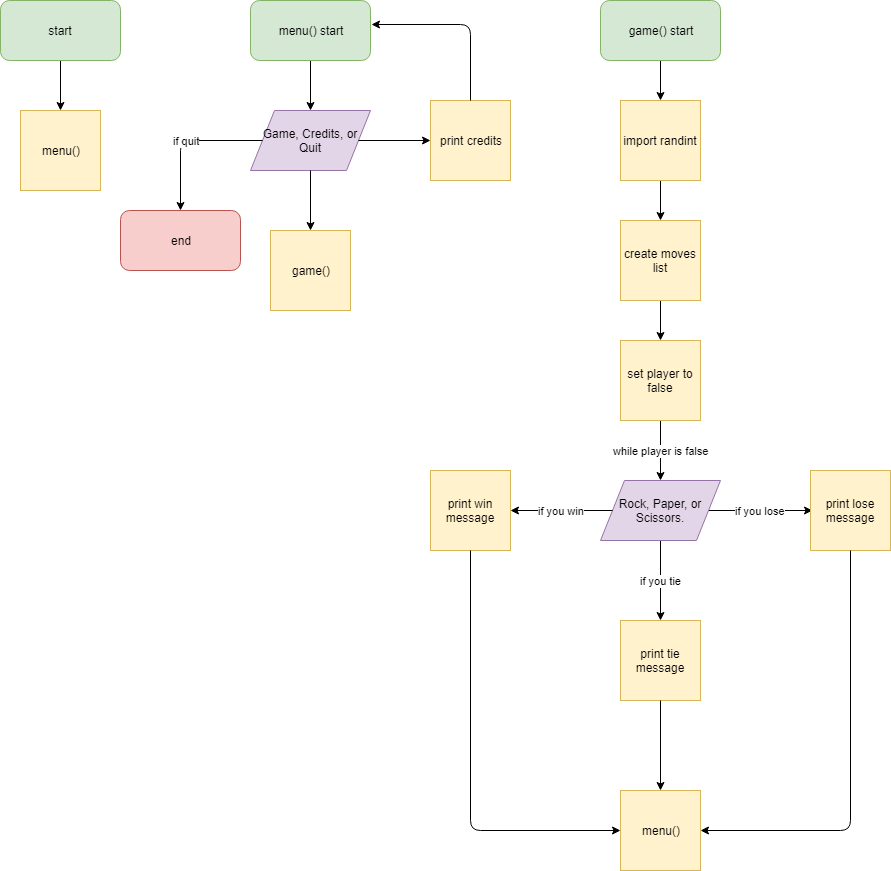 start
menu()
menu() start
Game, Credits, or
Quit
if quit
end
print credits
game()
game() start
import randint
create moves
list
set player to
false
while player is false
Rock, Paper, or
Scissors.
if you win
print win
message
if you lose
print lose
message
if you tie
print tie
message
menu()